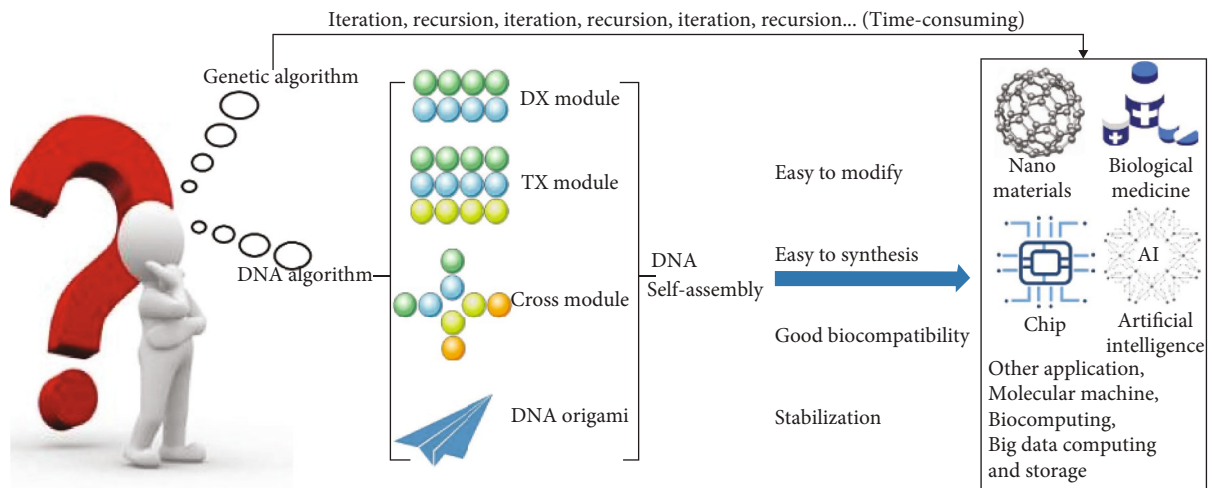 Iteration, recursion, iteration, recursion, iteration, recursion... (Time-consuming)
Genetic algorithm
DNA algorithm
DX module
TX module
Cross module
DNA origami
DNA
Self-assembly
Easy to modify
Easy to synthesis
Good biocompatibility
Stabilization
Nano
materials
Biological
medicine
Chip
AI
Artificial
intelligence
Other application,
Molecular machine,
Biocomputing,
Big data computing
and storage